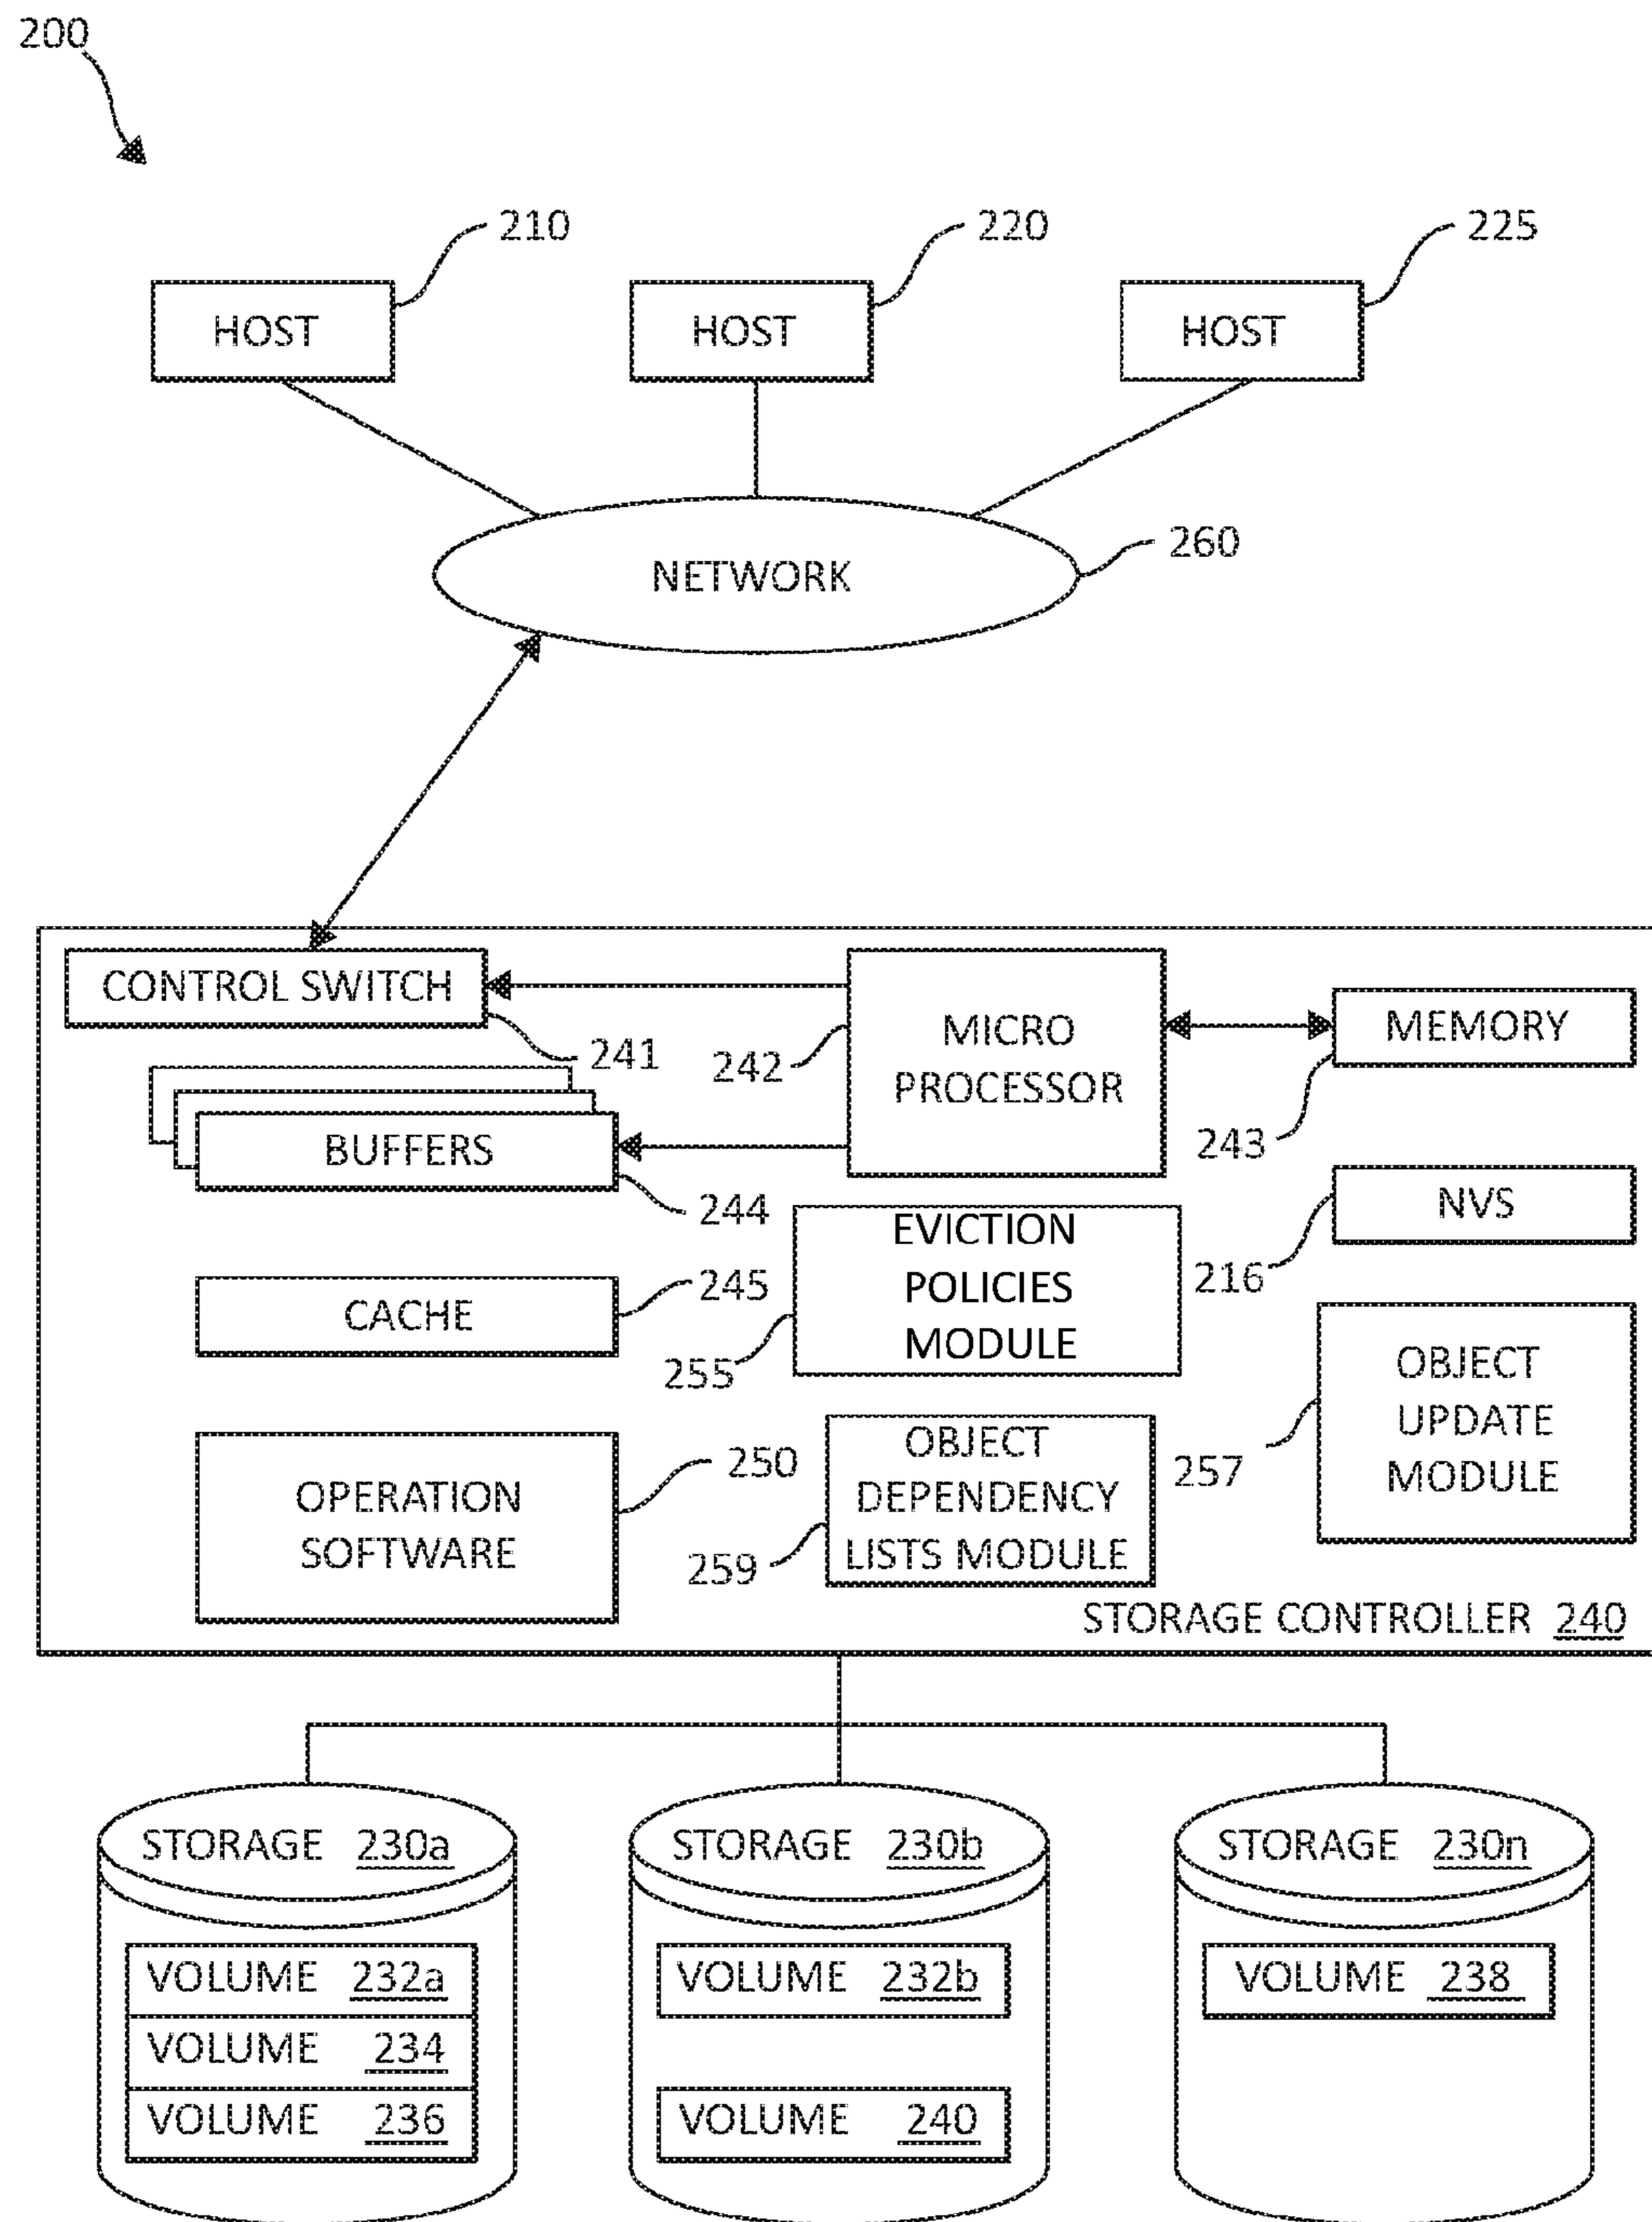 200
210
220
225
HOST
HOST
HOST
260
NETWORK
CONTROL SWITCH
241
242
MICRO
PROCESSOR
MEMORY
243
BUFFERS
244
NVS
216
EVICTION
POLICIES
MODULE
255
CACHE
245
OBJECT
UPDATE
MODULE
257
OPERATION
SOFTWARE
250
OBJECT
DEPENDENCY
LISTS MODULE
259
STORAGE CONTROLLER 240
STORAGE 230a
STORAGE 230b
STORAGE 230n
VOLUME 232a
VOLUME 234
VOLUME 236
VOLUME 232b
VOLUME 240
VOLUME 238